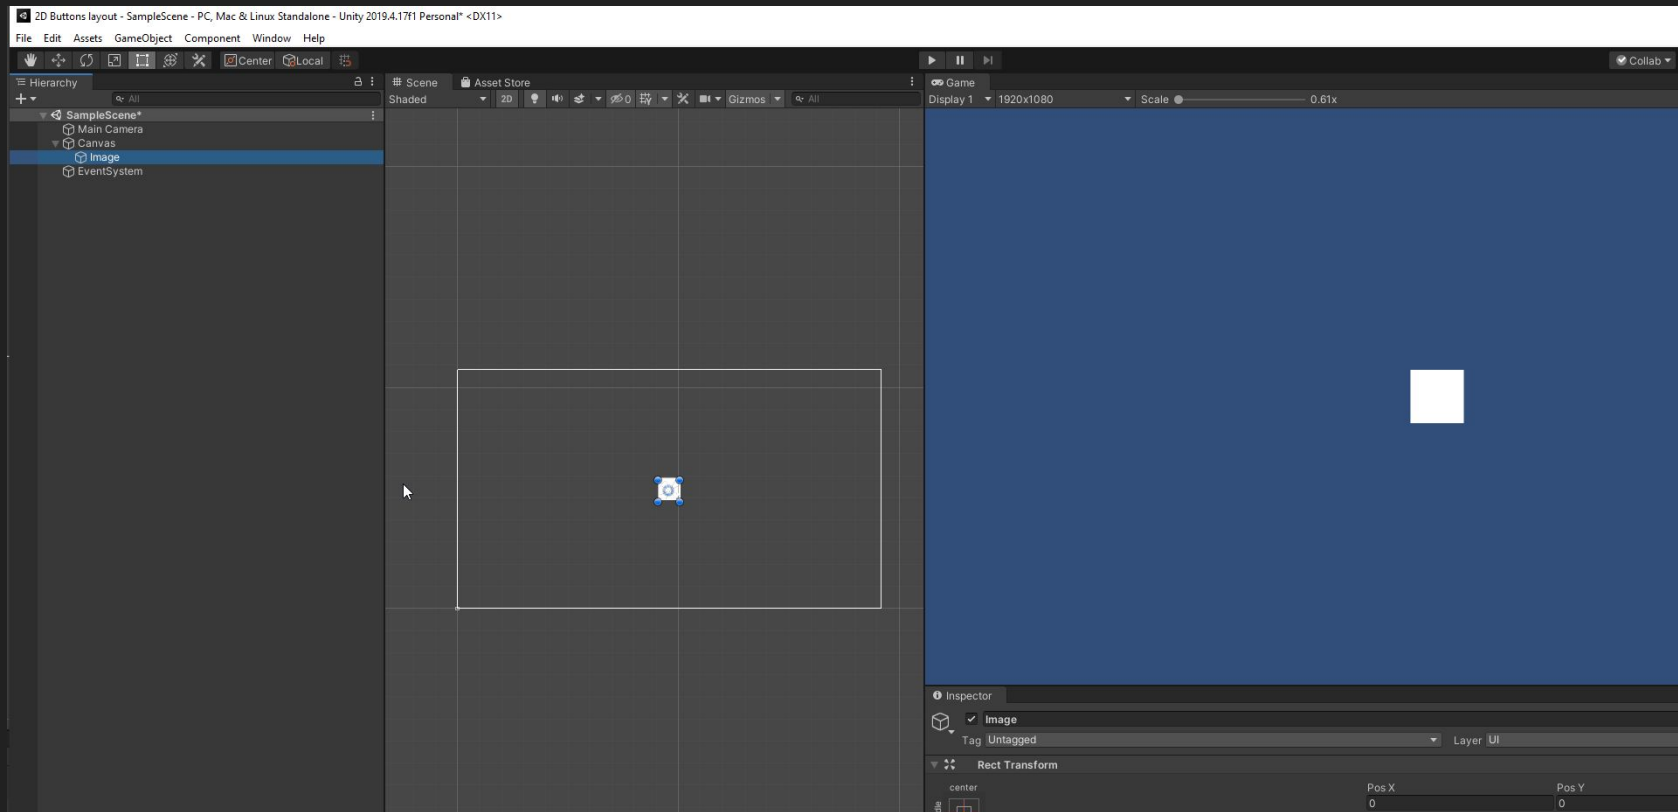 2D Buttons layout - SampleScene - PC, Mac & Linux Standalone - Unity 2019.4.17f1 Personal* <DX11>
File Edit Assets GameObject Component Window Help
Center Local Collab
Hierarchy
All
SampleScene*
Main Camera
Canvas
Image
EventSystem
Scene Asset Store
Shaded 2D 0 Gizmos All
Game
Display 1 1920x1080 Scale 0.61x
Inspector
Image
Tag Untagged Layer UI
Rect Transform
center Pos X Pos Y
0 0